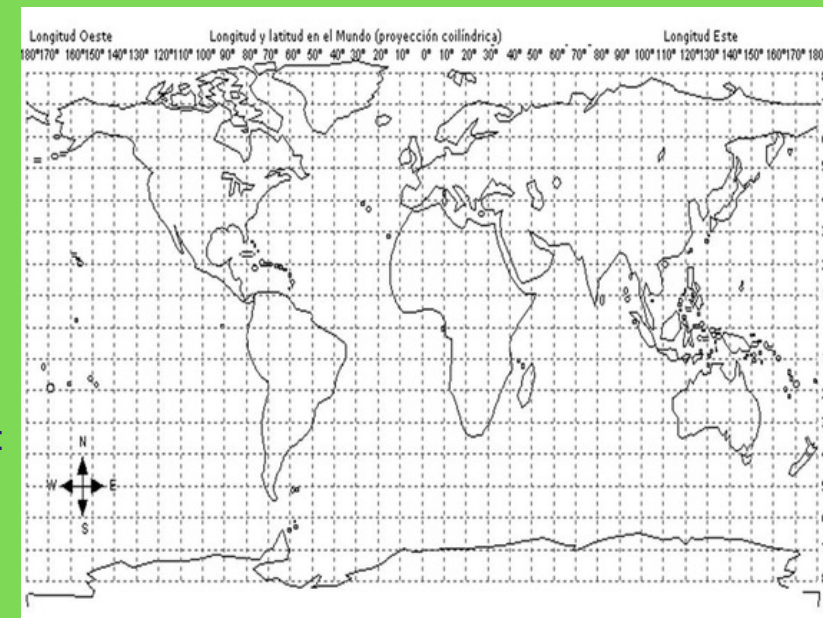 Longitud Oeste Longitud y latitud en el Mundo (proyección coilíndrica) Longitud Este
180° 170° 160° 150° 140° 130° 120° 110° 100° 90° 80° 70° 60° 50° 40° 30° 20° 10° 0° 10° 20° 30° 40° 50° 60° 70° 80° 90° 100° 110° 120° 130° 140° 150° 160° 170° 180
N
W E
S